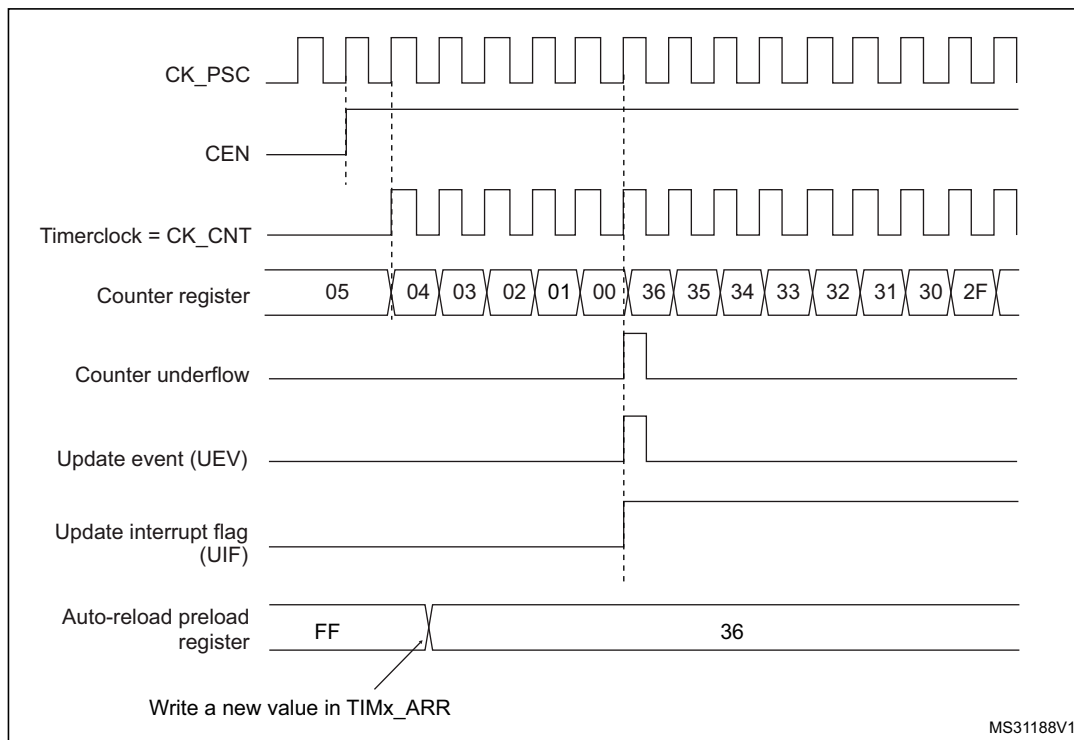 CK_PSC
CEN
Timerclock = CK_CNT
Counter register
05 04 03 02 01 00 36 35 34 33 32 31 30 2F
Counter underflow
Update event (UEV)
Update interrupt flag
(UIF)
Auto-reload preload
register
FF 36
Write a new value in TIMx_ARR
MS31188V1